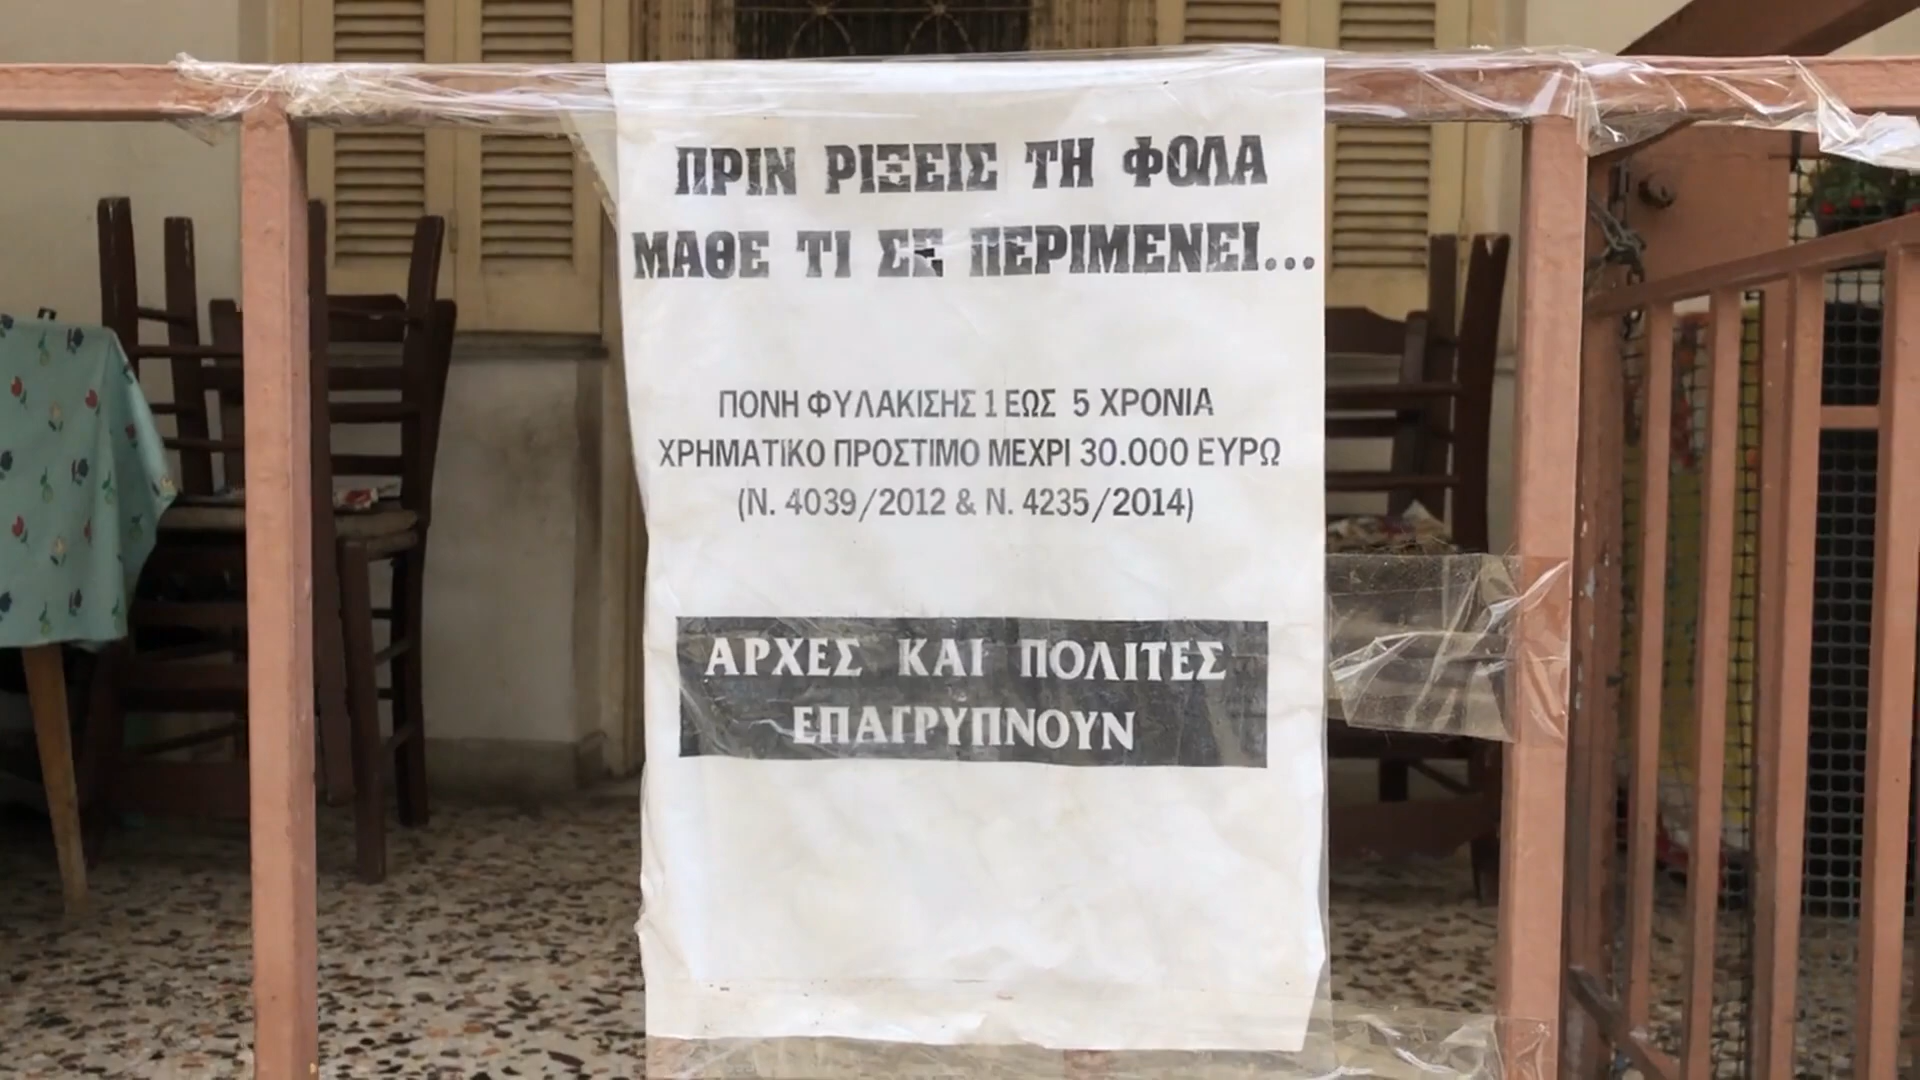 ΠΡΙΝ ΡΙΞΕΙΣ ΤΗ ΦΟΛΑ
ΜΑΘΕ ΤΙ ΣΕ ΠΕΡΙΜΕΝΕΙ...
ΠΟΝΗ ΦΥΛΑΚΙΣΗΣ 1 ΕΩΣ 5 ΧΡΟΝΙΑ
ΧΡΗΜΑΤΙΚΟ ΠΡΟΣΤΙΜΟ ΜΕΧΡΙ 30.000 ΕΥΡΩ
(Ν. 4039/2012 & Ν. 4235/2014)
ΑΡΧΕΣ ΚΑΙ ΠΟΛΙΤΕΣ
ΕΠΑΓΡΥΠΝΟΥΝ